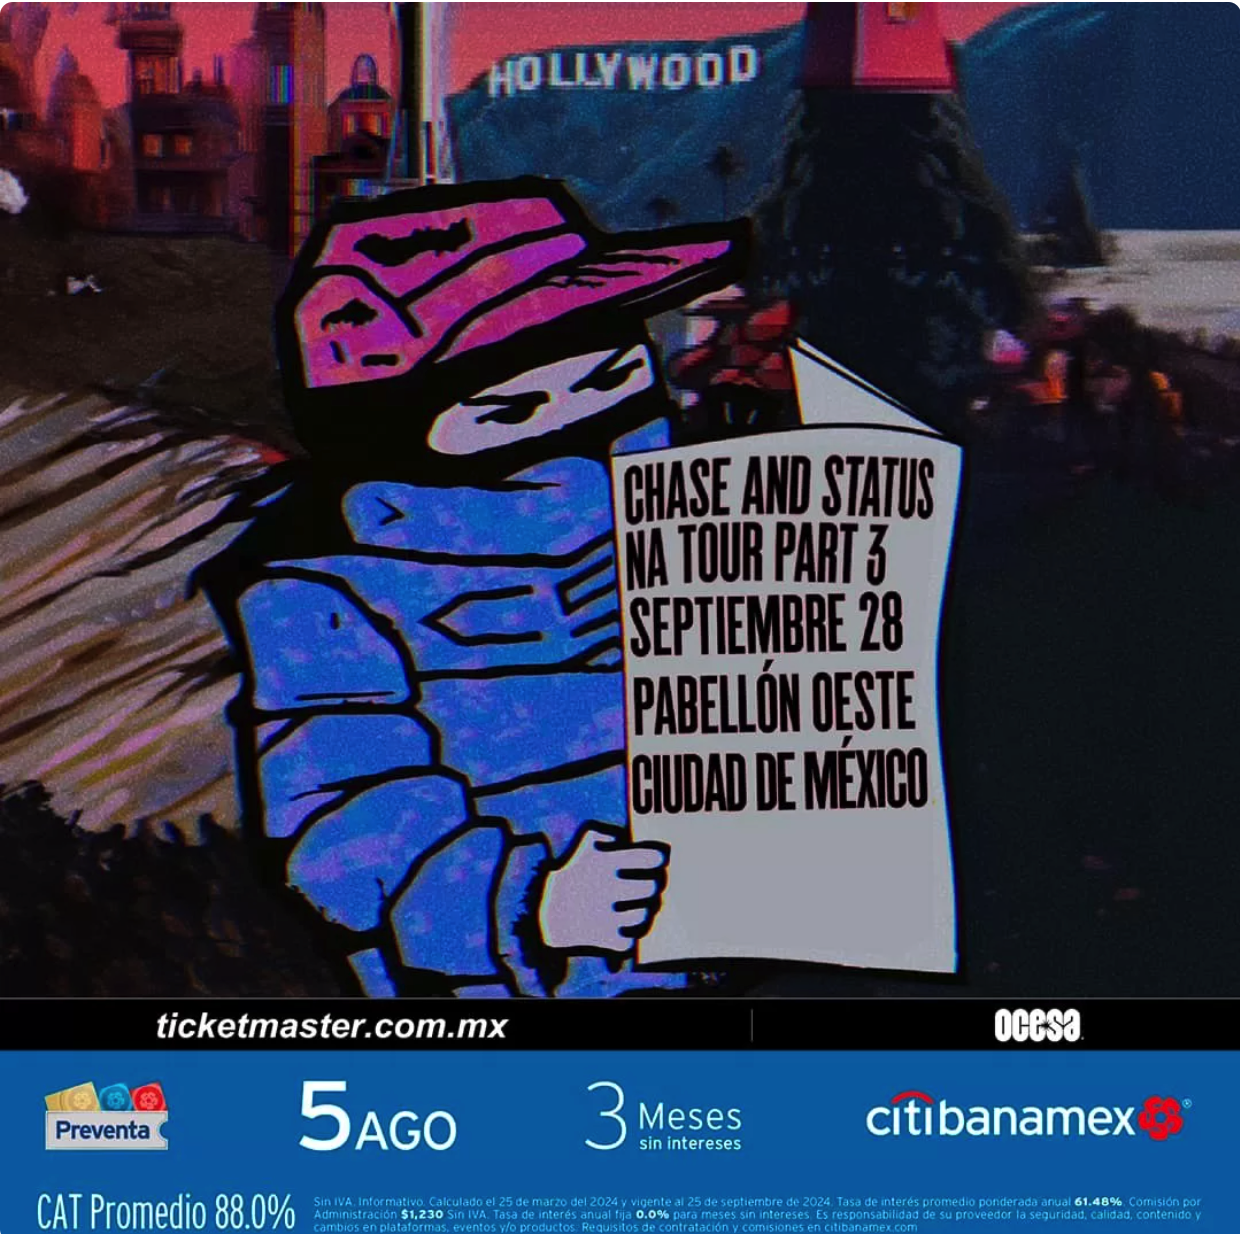 HOLLYWOOD
CHASE AND STATUS
NA TOUR PART 3
SEPTIEMBRE 28
PABELLÓN OESTE
CIUDAD DE MÉXICO
ticketmaster.com.mx
ocesa
Preventa
5 AGO
3 Meses
sin intereses
citibanamex
CAT Promedio 88.0%
Sin IVA. Informativo. Calculado el 25 de marzo del 2024 y vigente al 25 de septiembre de 2024. Tasa de interés promedio ponderada anual 61.48%. Comisión por
Administración $1,230 Sin IVA. Tasa de interés anual fija 0.0% para meses sin intereses. Es responsabilidad de su proveedor la seguridad, calidad, contenido y
cambios en plataformas, eventos y/o productos. Requisitos de contratación y comisiones en citibanamex.com